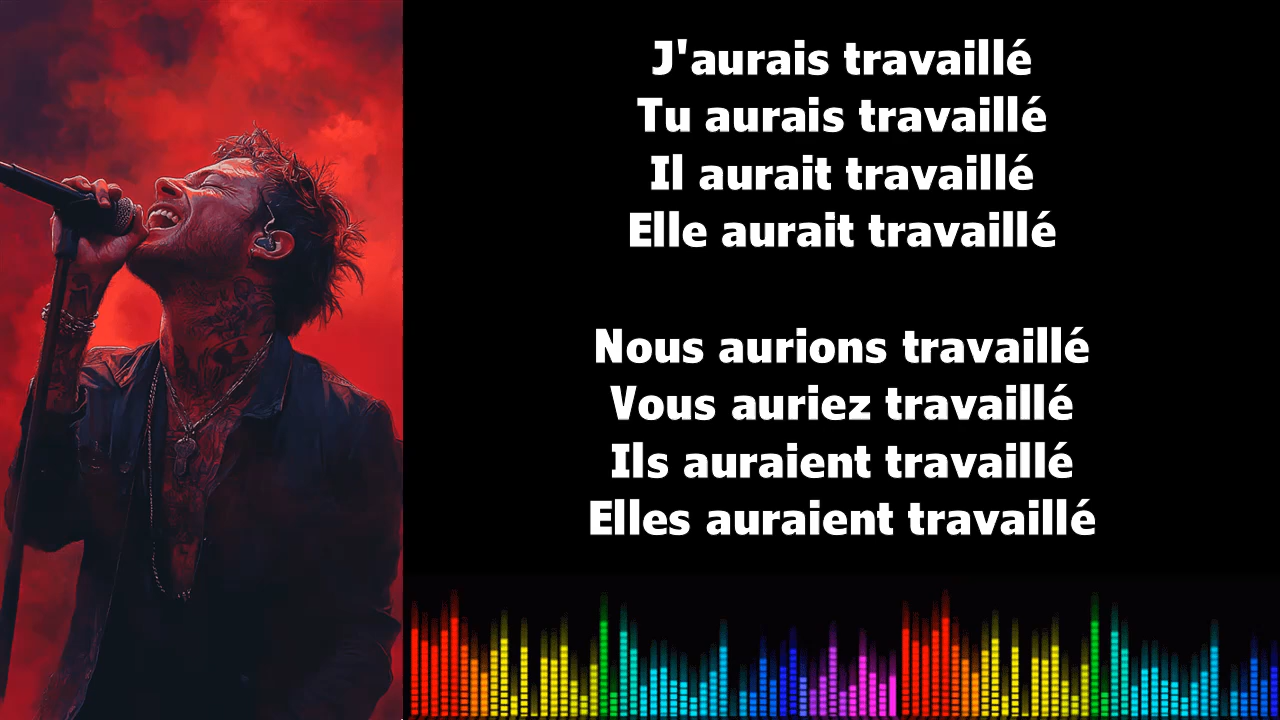 J'aurais travaillé
Tu aurais travaillé
Il aurait travaillé
Elle aurait travaillé
Nous aurions travaillé
Vous auriez travaillé
Ils auraient travaillé
Elles auraient travaillé